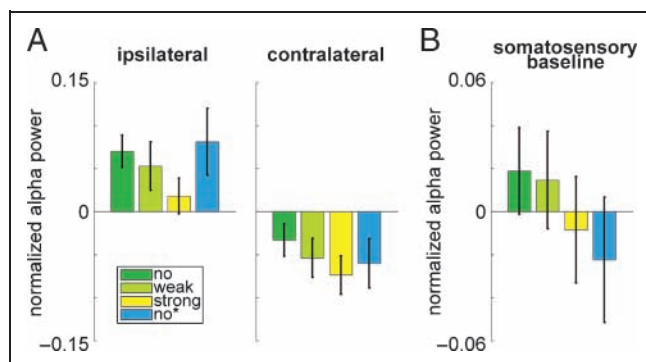 A
ipsilateral
contralateral
B
somatosensory
baseline
0.15
0
−0.15
normalized alpha power
no
weak
strong
no*
0.06
0
−0.06
normalized alpha power